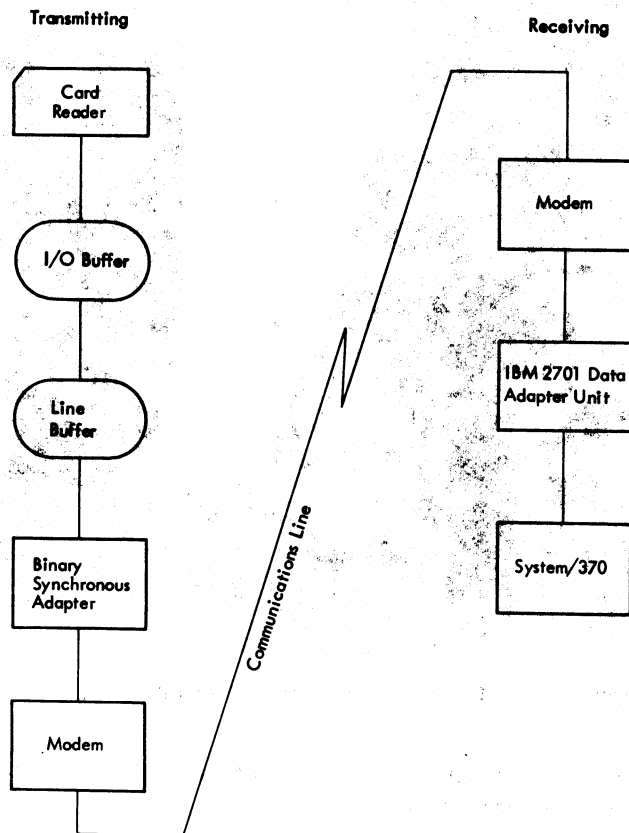 Transmitting
Card
Reader
I/O Buffer
Line
Buffer
Binary
Synchronous
Adapter
Modem
Communications Line
Receiving
Modem
IBM 2701 Data
Adapter Unit
System/370